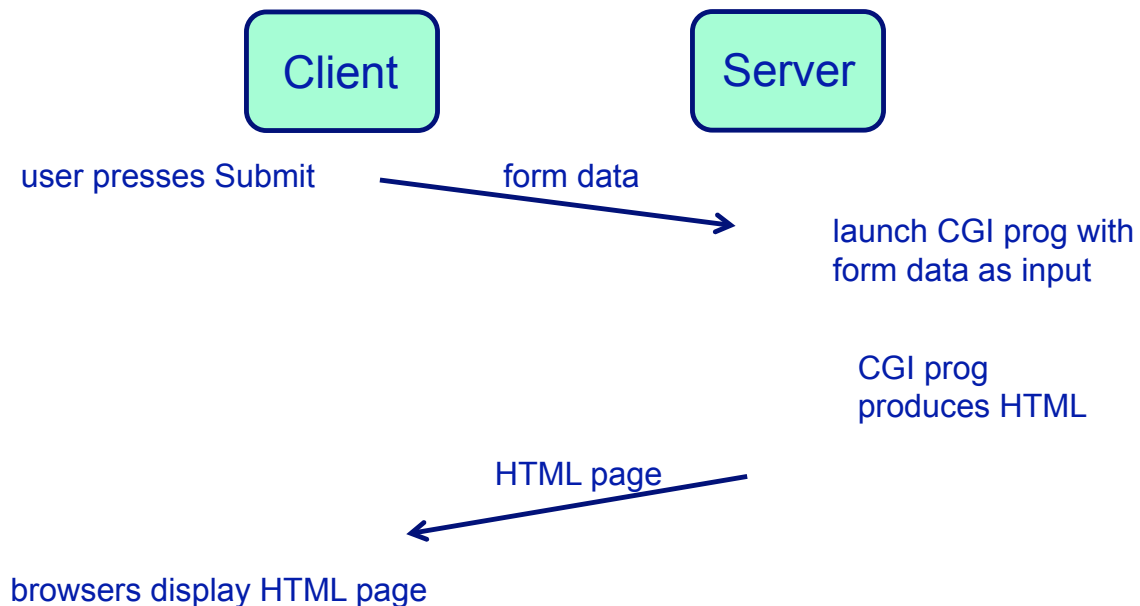 Client
Server
user presses Submit
form data
launch CGI prog with
form data as input
CGI prog
produces HTML
HTML page
browsers display HTML page